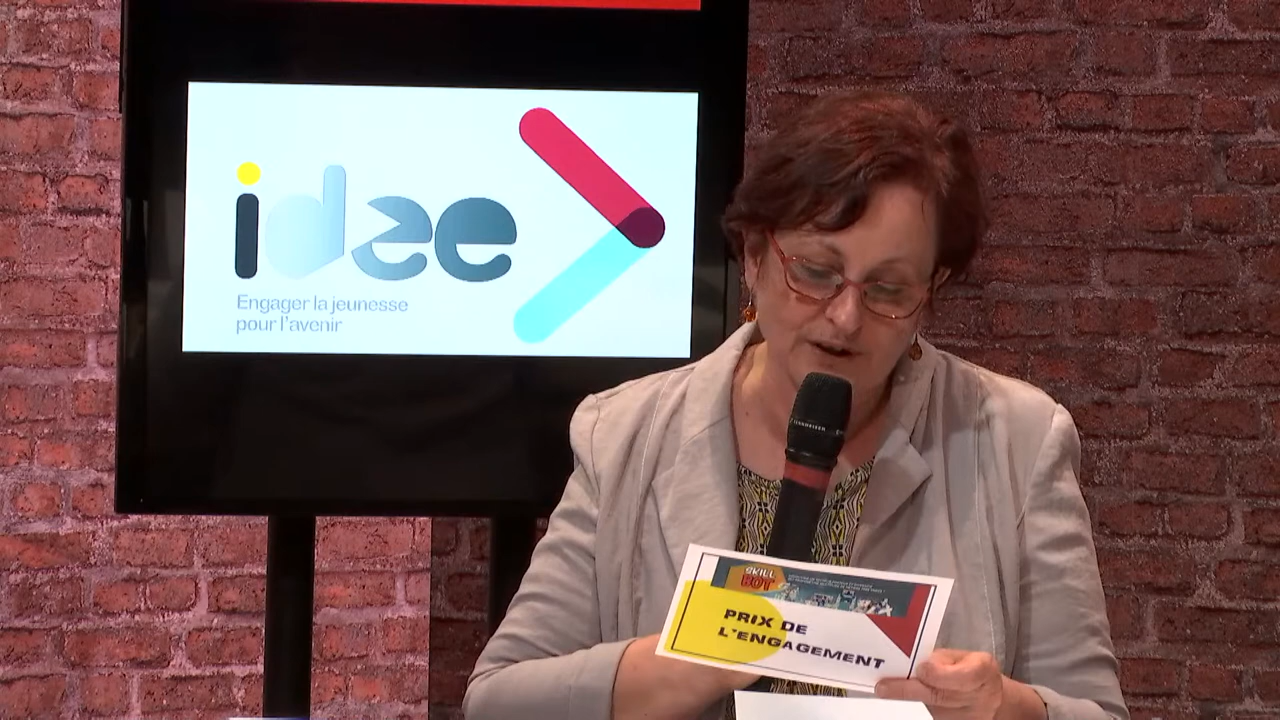 idee
Engager la jeunesse
pour l'avenir
SKILL
BOT
PRIX DE
L'ENGAGEMENT